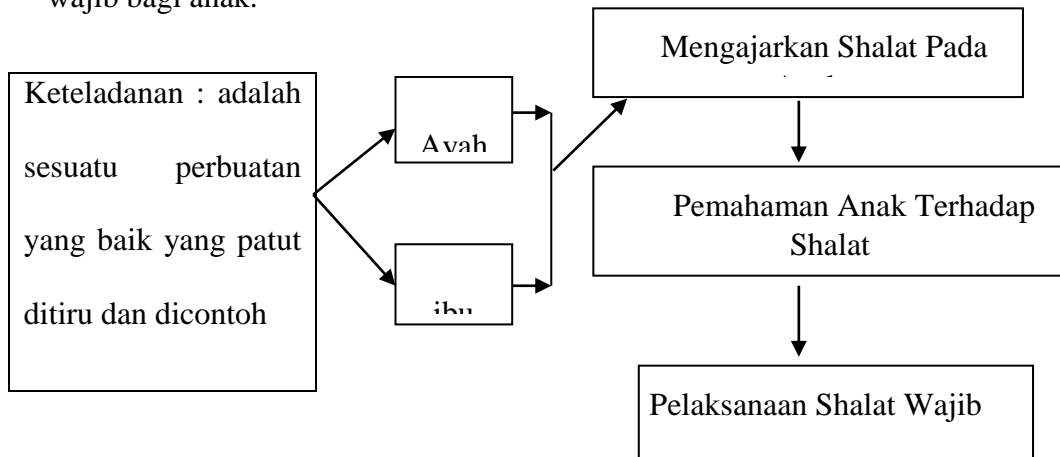 wajib bagi anak.
Mengajarkan Shalat Pada
Keteladanan : adalah
sesuatu perbuatan
yang baik yang patut
ditiru dan dicontoh
Ayah
ibu
Pemahaman Anak Terhadap
Shalat
Pelaksanaan Shalat Wajib